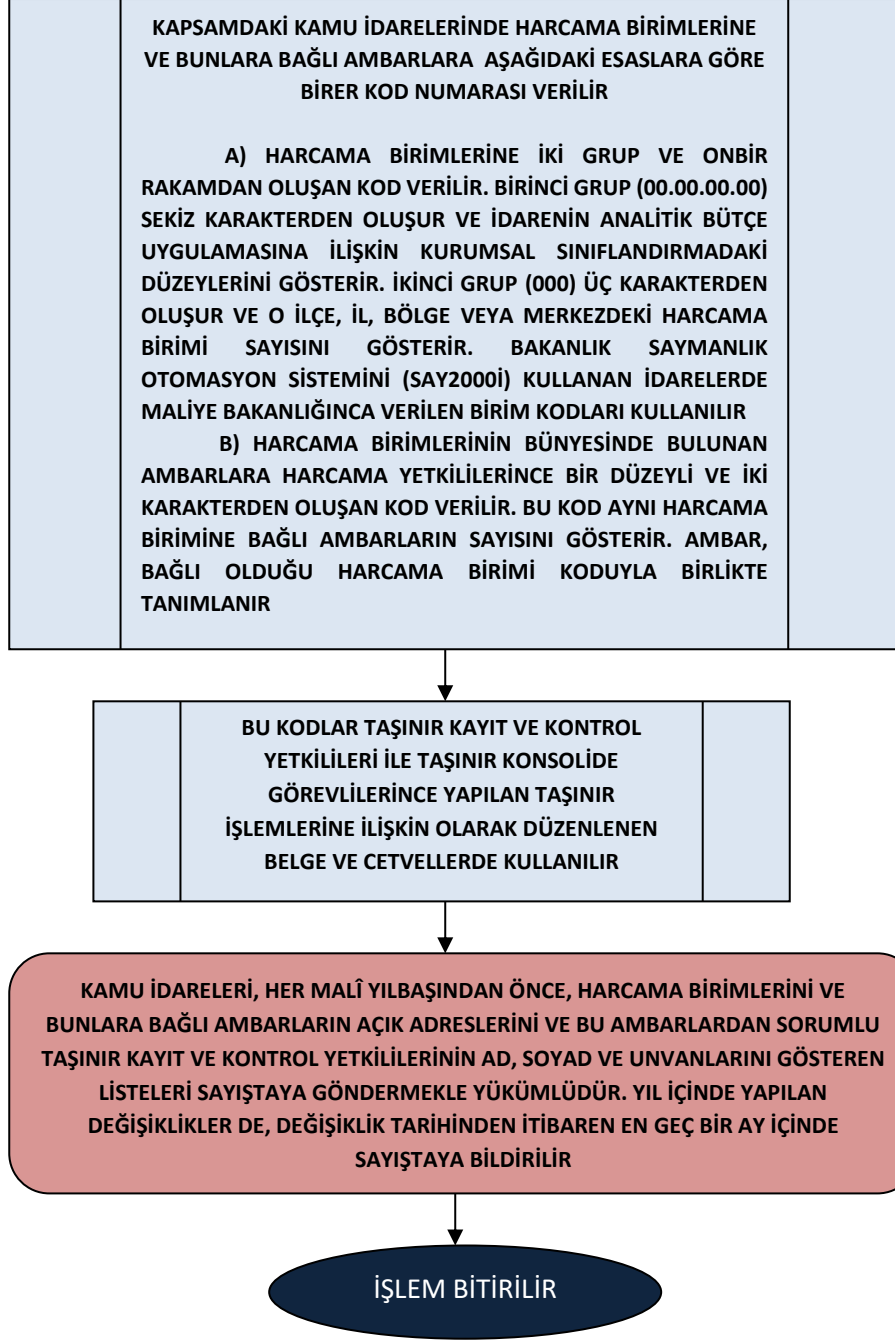 KAPSAMDAKİ KAMU İDARELERİNDE HARCAMA BİRİMLERİNE
VE BUNLARA BAĞLI AMBARLARA AŞAĞIDAKİ ESASLARA GÖRE
BİRER KOD NUMARASI VERİLİR
A) HARCAMA BİRİMLERİNE İKİ GRUP VE ONBİR
RAKAMDAN OLUŞAN KOD VERİLİR. BİRİNCİ GRUP (00.00.00.00)
SEKİZ KARAKTERDEN OLUŞUR VE İDARENİN ANALİTİK BÜTÇE
UYGULAMASINA İLİŞKİN KURUMSAL SINIFLANDIRMADAKİ
DÜZEYLERİNİ GÖSTERİR. İKİNCİ GRUP (000) ÜÇ KARAKTERDEN
OLUŞUR VE O İLÇE, İL, BÖLGE VEYA MERKEZDEKİ HARCAMA
BİRİMİ SAYISINI GÖSTERİR. BAKANLIK SAYMANLIK
OTOMASYON SİSTEMİNİ (SAY2000İ) KULLANAN İDARELERDE
MALİYE BAKANLIĞINCA VERİLEN BİRİM KODLARI KULLANILIR
B) HARCAMA BİRİMLERİNİN BÜNYESİNDE BULUNAN
AMBARLARA HARCAMA YETKİLİLERİNCE BİR DÜZEYLİ VE İKİ
KARAKTERDEN OLUŞAN KOD VERİLİR. BU KOD AYNI HARCAMA
BİRİMİNE BAĞLI AMBARLARIN SAYISINI GÖSTERİR. AMBAR,
BAĞLI OLDUĞU HARCAMA BİRİMİ KODUYLA BİRLİKTE
TANIMLANIR
BU KODLAR TAŞINIR KAYIT VE KONTROL
YETKİLİLERİ İLE TAŞINIR KONSOLİDE
GÖREVLİLERİNCE YAPILAN TAŞINIR
İŞLEMLERİNE İLİŞKİN OLARAK DÜZENLENEN
BELGE VE CETVELLERDE KULLANILIR
KAMU İDARELERİ, HER MALÎ YILBAŞINDAN ÖNCE, HARCAMA BİRİMLERİNİ VE
BUNLARA BAĞLI AMBARLARIN AÇIK ADRESLERİNİ VE BU AMBARLARDAN SORUMLU
TAŞINIR KAYIT VE KONTROL YETKİLİLERİNİN AD, SOYAD VE UNVANLARINI GÖSTEREN
LİSTELERİ SAYIŞTAYA GÖNDERMEKLE YÜKÜMLÜDÜR. YIL İÇİNDE YAPILAN
DEĞİŞİKLİKLER DE, DEĞİŞİKLİK TARİHİNDEN İTİBAREN EN GEÇ BİR AY İÇİNDE
SAYIŞTAYA BİLDİRİLİR
İŞLEM BİTİRİLİR